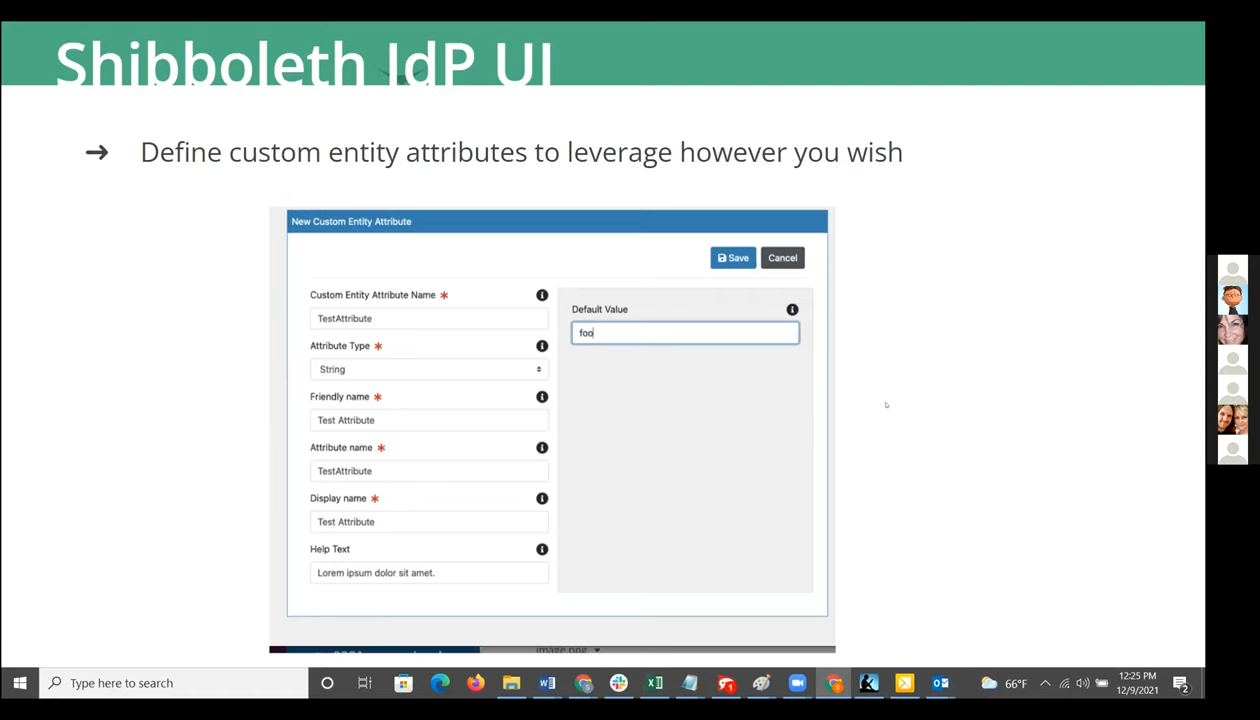 Shibboleth IdP UI
➔ Define custom entity attributes to leverage however you wish
New Custom Entity Attribute
Save Cancel
Custom Entity Attribute Name *
TestAttribute
Attribute Type *
String
Friendly name *
Test Attribute
Attribute name *
TestAttribute
Display name *
Test Attribute
Help Text
Lorem ipsum dolor sit amet.
Default Value
foo
image.png
Type here to search
66°F
12:25 PM
12/9/2021
2